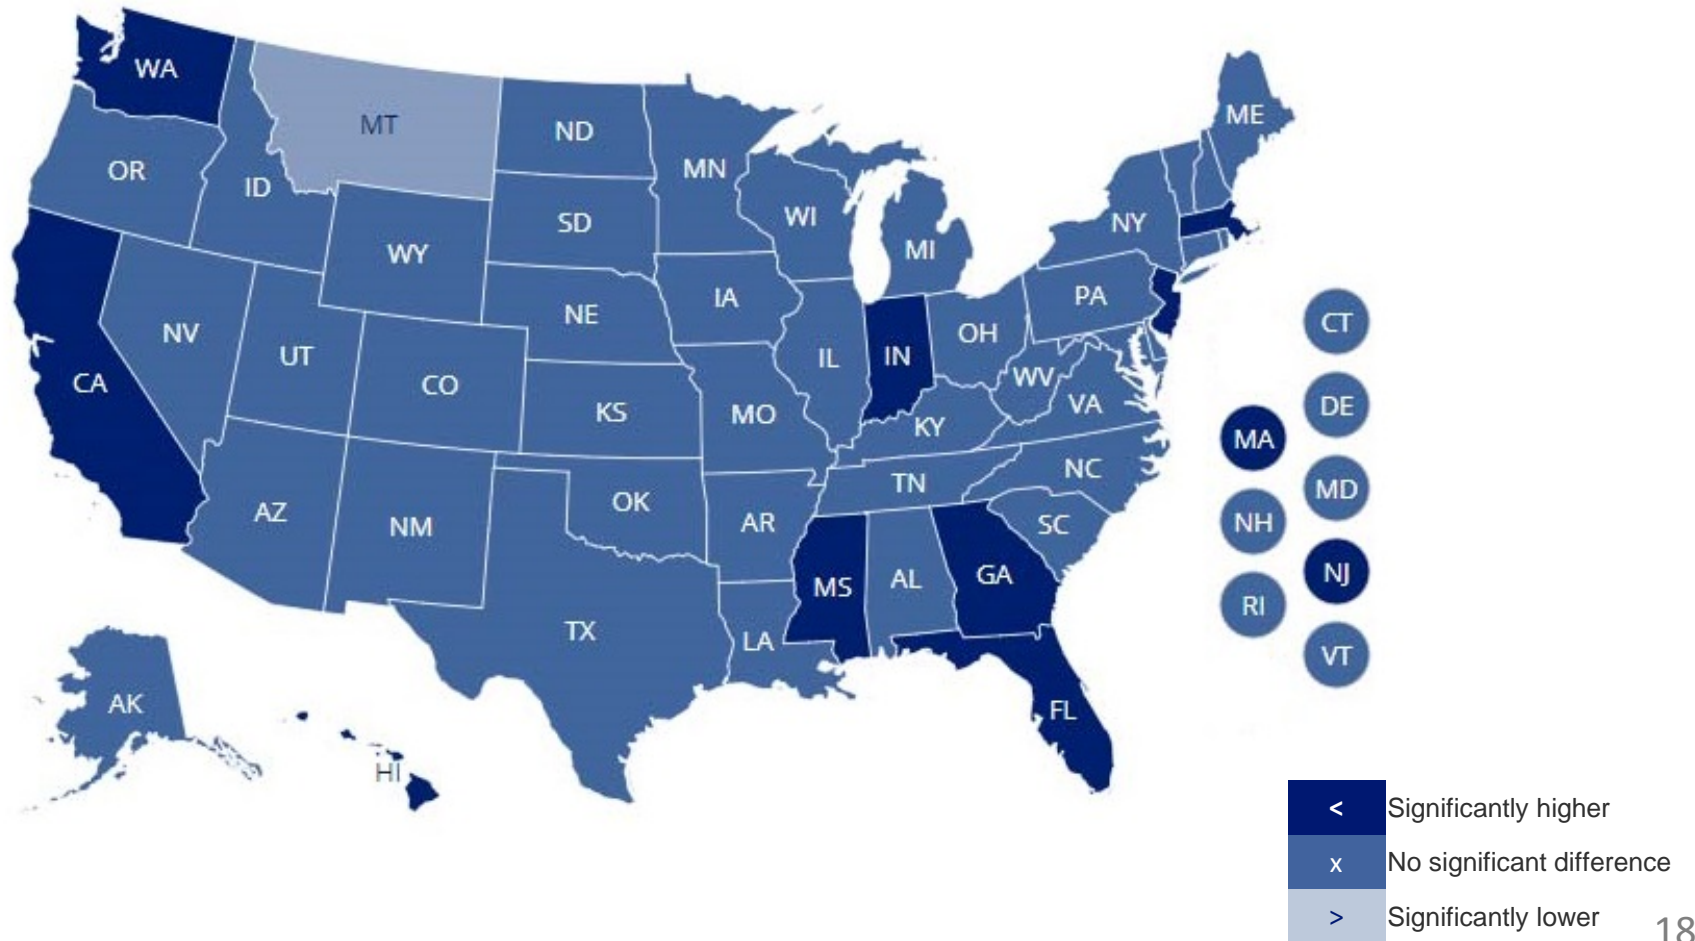 WA
MT
ND
ME
OR
ID
MN
SD
WI
NY
MI
WY
IA
PA
NE
NV
OH
CT
UT
IL
IN
CO
WV
CA
DE
KS
MO
VA
KY
MA
NC
TN
MD
OK
AZ
NM
AR
SC
NH
GA
NJ
MS
AL
RI
TX
LA
VT
AK
FL
HI
< Significantly higher
x No significant difference
> Significantly lower
18